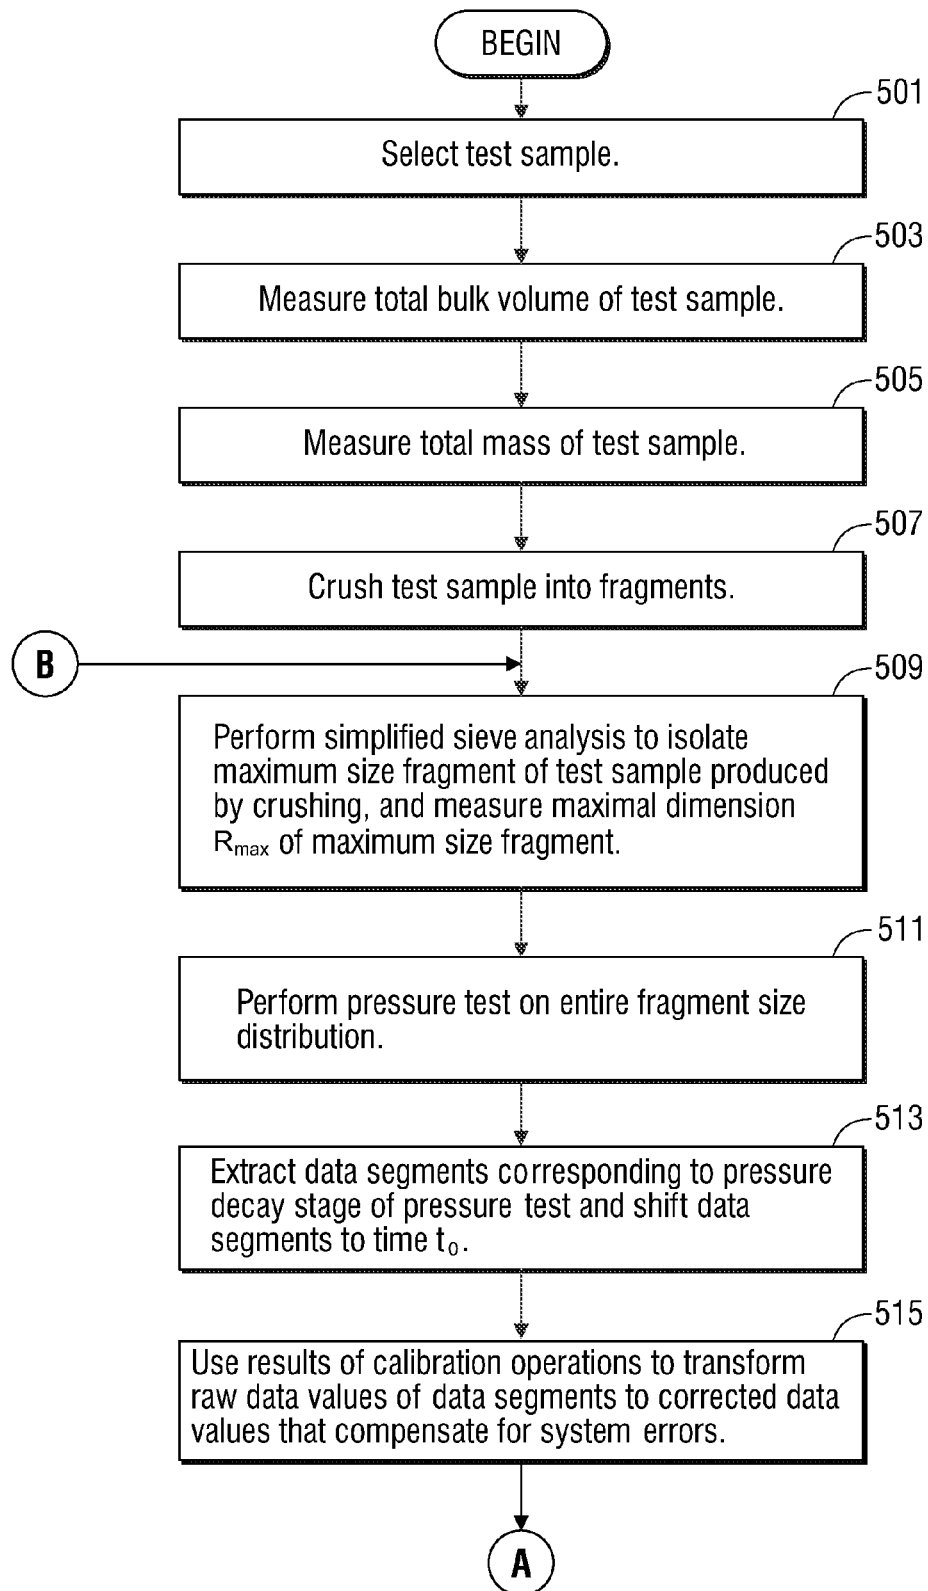 BEGIN
501
Select test sample.
503
Measure total bulk volume of test sample.
505
Measure total mass of test sample.
507
Crush test sample into fragments.
B
509
Perform simplified sieve analysis to isolate
maximum size fragment of test sample produced
by crushing, and measure maximal dimension
Rmax of maximum size fragment.
511
Perform pressure test on entire fragment size
distribution.
513
Extract data segments corresponding to pressure
decay stage of pressure test and shift data
segments to time t0.
515
Use results of calibration operations to transform
raw data values of data segments to corrected data
values that compensate for system errors.
A